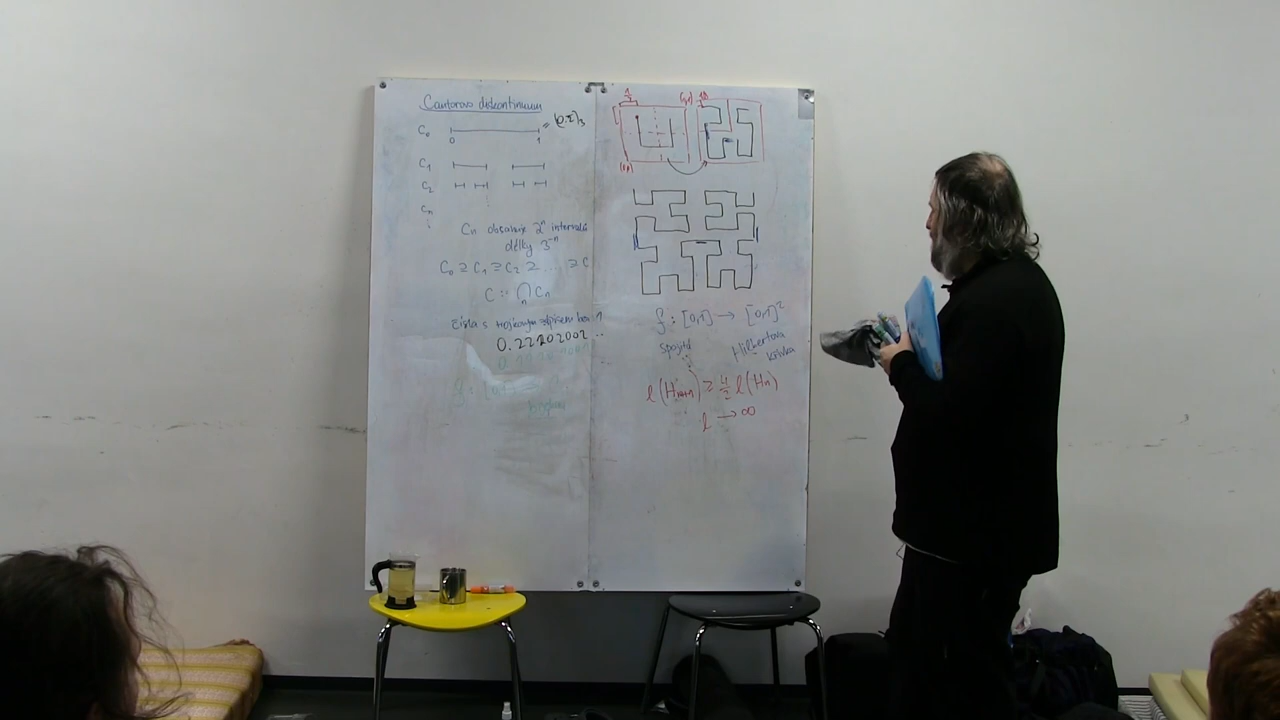 Cantorovo diskontinuum
C₀
0 1
= (0.2̄)₃
C₁
C₂
Cₙ
Cₙ obsahuje 2ⁿ intervalů
délky 3⁻ⁿ
C₀ ⊇ C₁ ⊇ C₂ ⊇ .... ⊇ C
C := ⋂ₙ Cₙ
čísla s trojkovým zápisem bez 1
0.22202002...
f : [0,1] → [0,1]²
spojitá
Hilbertova
křivka
l(Hₙ₊₁) ≥ 4/2 l(Hₙ)
l → ∞